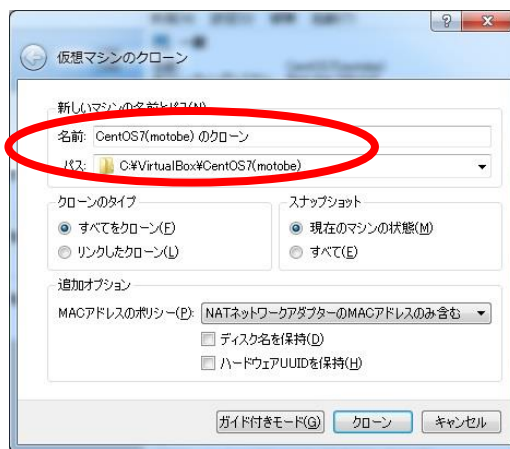 仮想マシンのクローン
新しいマシンの名前とパス(N)
名前: CentOS7(motobe) のクローン
パス: C:¥VirtualBox¥CentOS7(motobe)
クローンのタイプ
すべてをクローン(F)
リンクしたクローン(L)
スナップショット
現在のマシンの状態(M)
すべて(E)
追加オプション
MACアドレスのポリシー(P): NATネットワークアダプターのMACアドレスのみ含む
ディスク名を保持(D)
ハードウェアUUIDを保持(H)
ガイド付きモード(G) クローン キャンセル